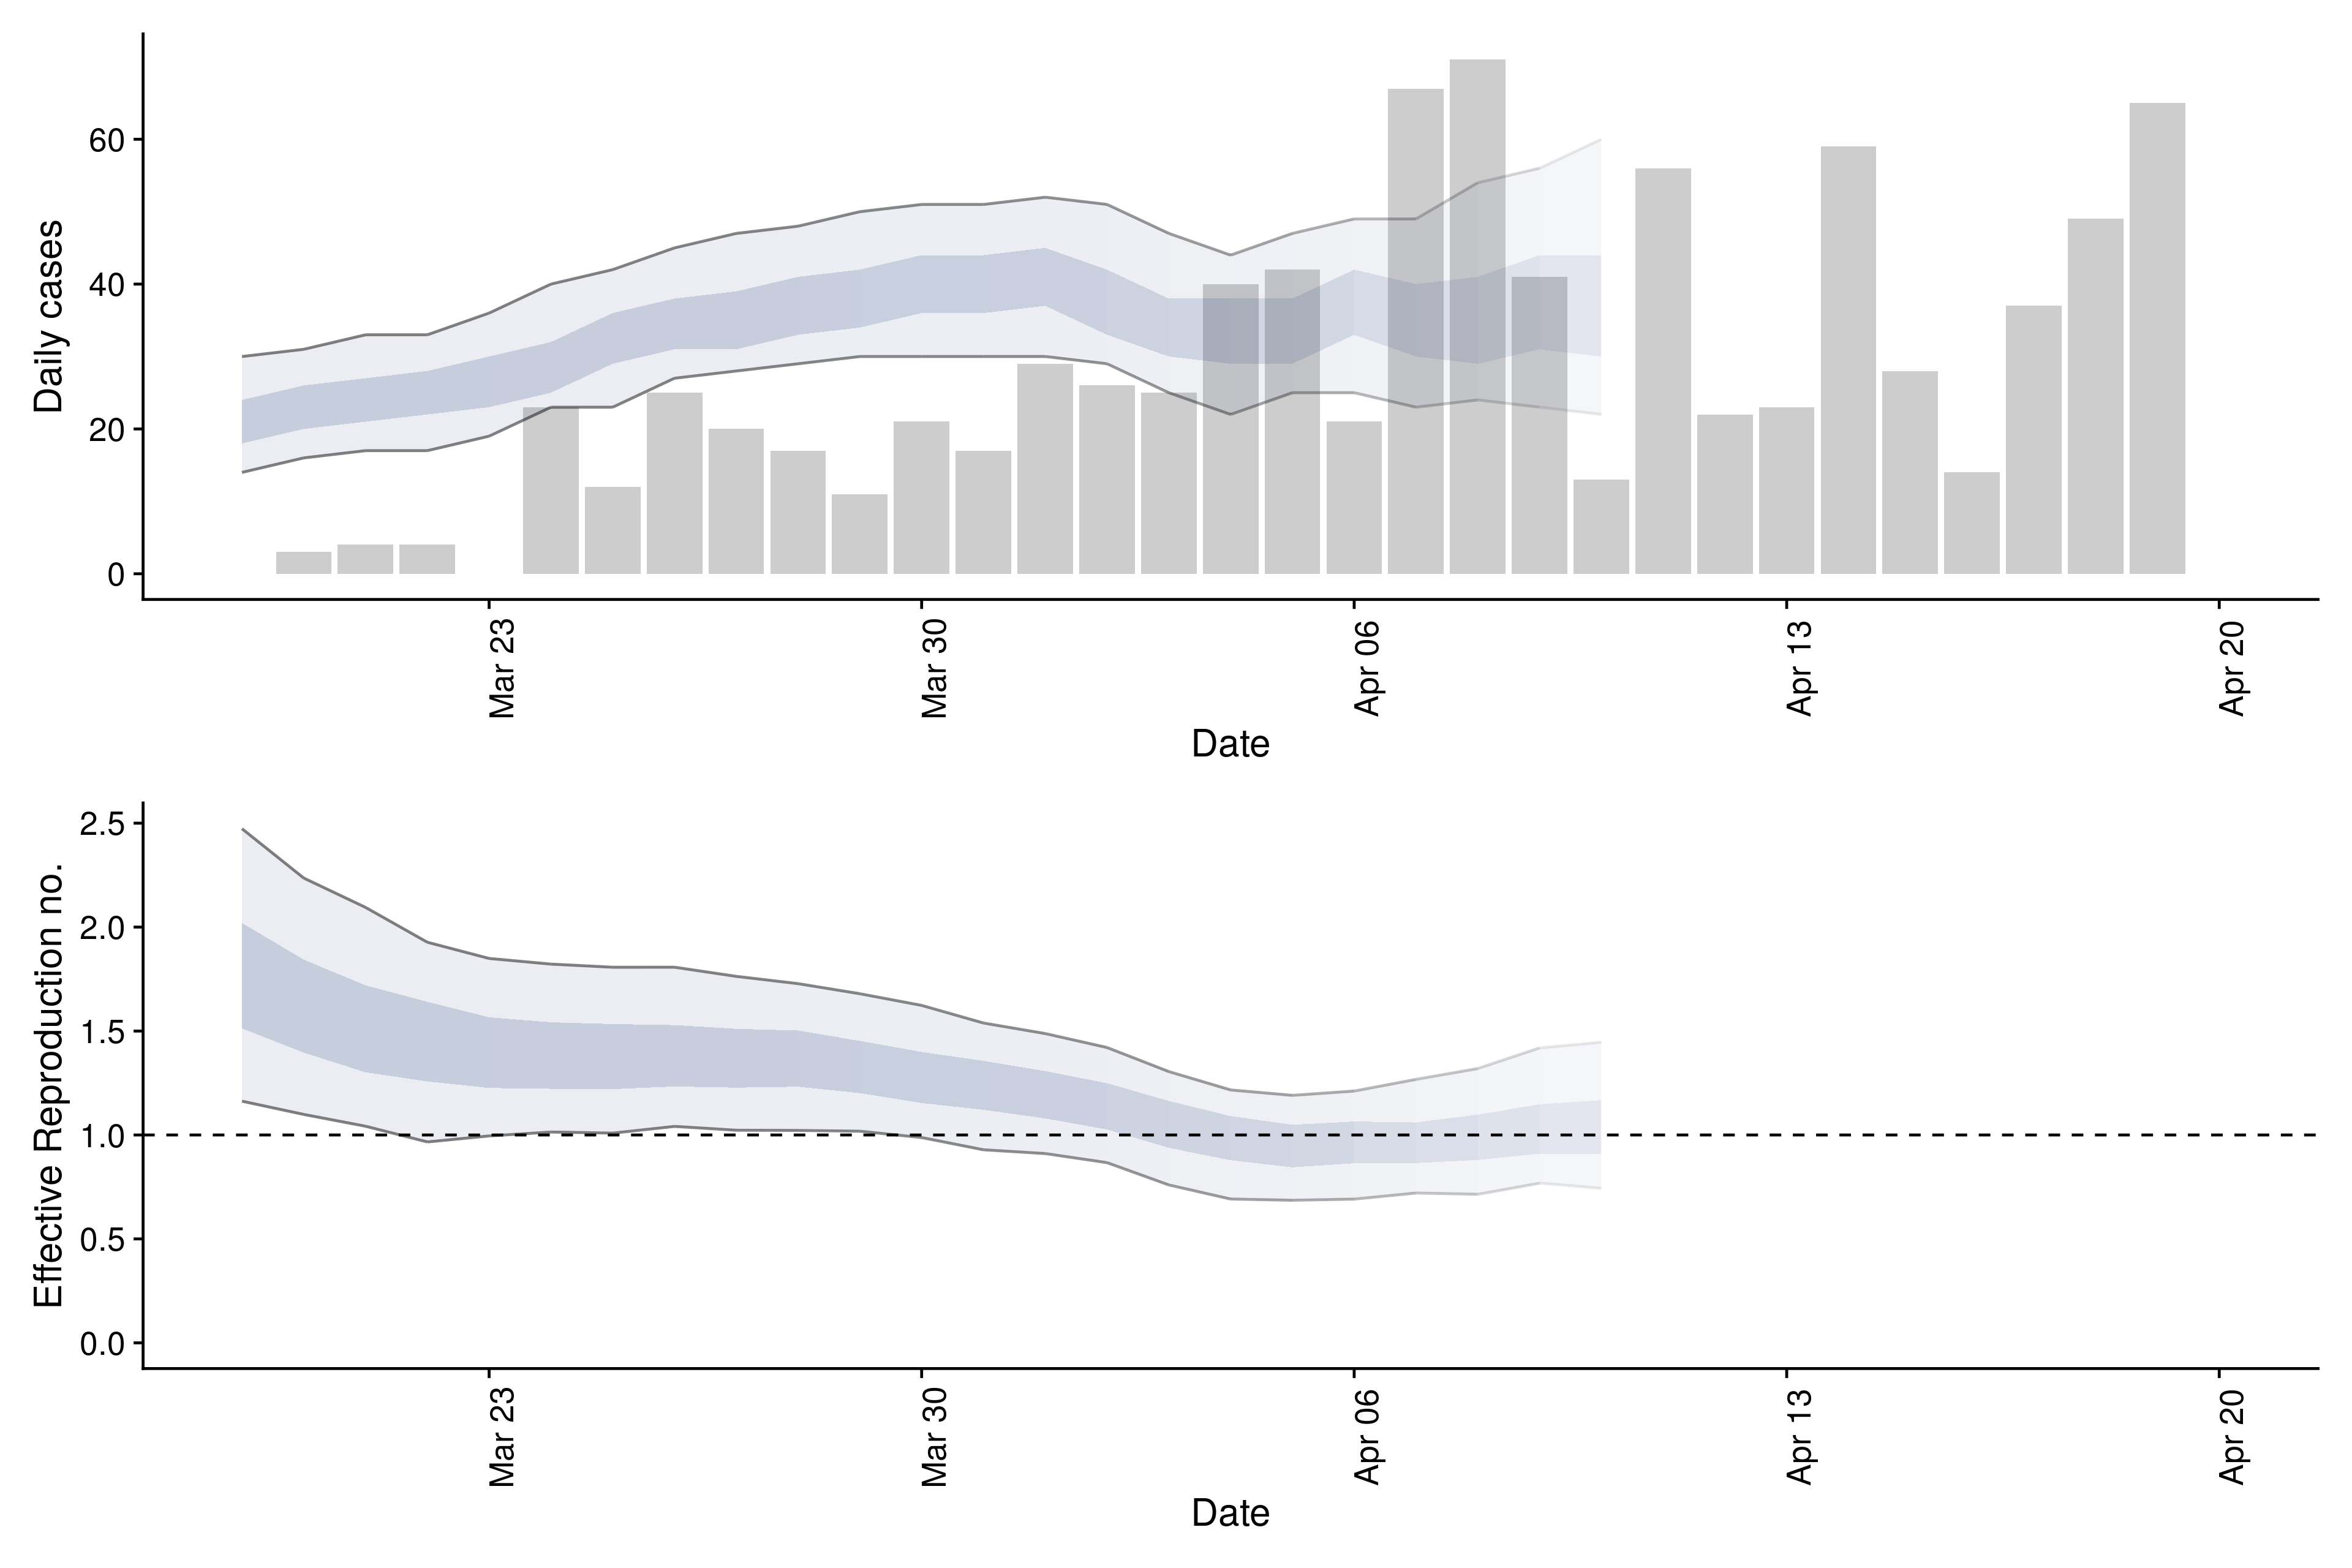 Daily cases
60
40
20
0
Mar 23
Mar 30
Apr 06
Apr 13
Apr 20
Date
Effective Reproduction no.
2.5
2.0
1.5
1.0
0.5
0.0
Mar 23
Mar 30
Apr 06
Apr 13
Apr 20
Date